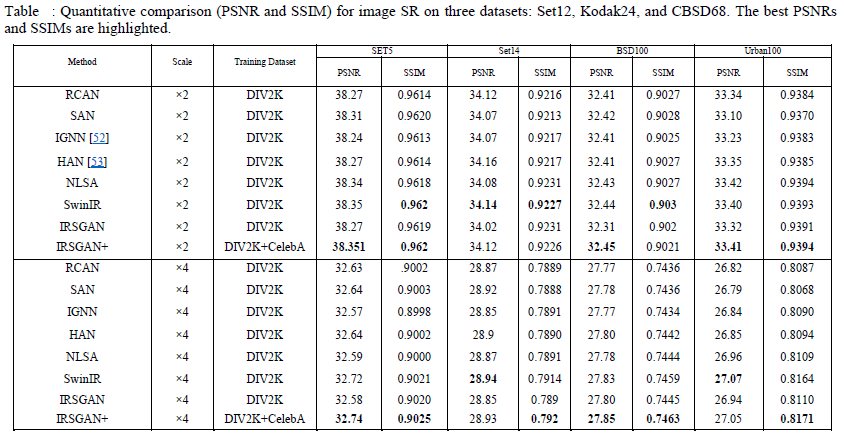 Table : Quantitative comparison (PSNR and SSIM) for image SR on three datasets: Set12, Kodak24, and CBSD68. The best PSNRs
and SSIMs are highlighted.
Method Scale Training Dataset SET5 Set14 BSD100 Urban100
PSNR SSIM PSNR SSIM PSNR SSIM PSNR SSIM
RCAN ×2 DIV2K 38.27 0.9614 34.12 0.9216 32.41 0.9027 33.34 0.9384
SAN ×2 DIV2K 38.31 0.9620 34.07 0.9213 32.42 0.9028 33.10 0.9370
IGNN [52] ×2 DIV2K 38.24 0.9613 34.07 0.9217 32.41 0.9025 33.23 0.9383
HAN [53] ×2 DIV2K 38.27 0.9614 34.16 0.9217 32.41 0.9027 33.35 0.9385
NLSA ×2 DIV2K 38.34 0.9618 34.08 0.9231 32.43 0.9027 33.42 0.9394
SwinIR ×2 DIV2K 38.35 0.962 34.14 0.9227 32.44 0.903 33.40 0.9393
IRSGAN ×2 DIV2K 38.27 0.9619 34.02 0.9231 32.31 0.902 33.32 0.9391
IRSGAN+ ×2 DIV2K+CelebA 38.351 0.962 34.12 0.9226 32.45 0.9021 33.41 0.9394
RCAN ×4 DIV2K 32.63 .9002 28.87 0.7889 27.77 0.7436 26.82 0.8087
SAN ×4 DIV2K 32.64 0.9003 28.92 0.7888 27.78 0.7436 26.79 0.8068
IGNN ×4 DIV2K 32.57 0.8998 28.85 0.7891 27.77 0.7434 26.84 0.8090
HAN ×4 DIV2K 32.64 0.9002 28.9 0.7890 27.80 0.7442 26.85 0.8094
NLSA ×4 DIV2K 32.59 0.9000 28.87 0.7891 27.78 0.7444 26.96 0.8109
SwinIR ×4 DIV2K 32.72 0.9021 28.94 0.7914 27.83 0.7459 27.07 0.8164
IRSGAN ×4 DIV2K 32.58 0.9020 28.85 0.789 27.80 0.7445 26.94 0.8110
IRSGAN+ ×4 DIV2K+CelebA 32.74 0.9025 28.93 0.792 27.85 0.7463 27.05 0.8171